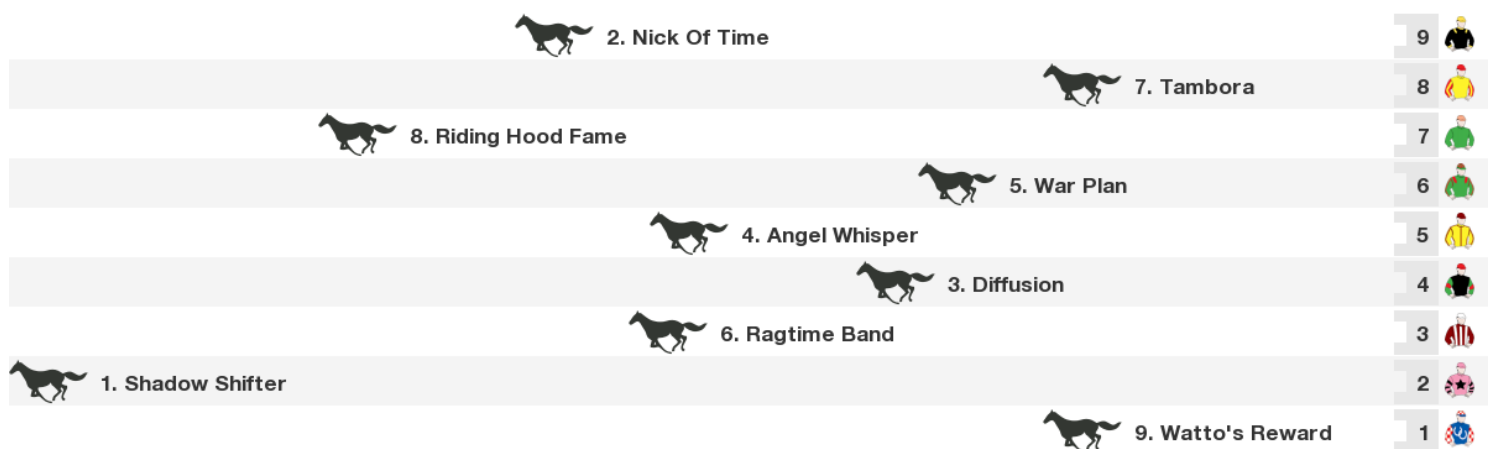 2. Nick Of Time 9
7. Tambora 8
8. Riding Hood Fame 7
5. War Plan 6
4. Angel Whisper 5
3. Diffusion 4
6. Ragtime Band 3
1. Shadow Shifter 2
9. Watto's Reward 1